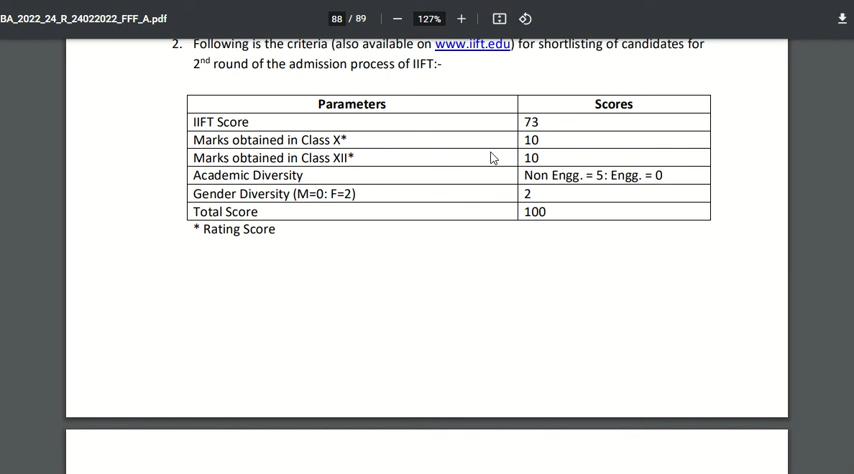 BA_2022_24_R_24022022_FFF_A.pdf 88 / 89 127%
2. Following is the criteria (also available on www.iift.edu) for shortlisting of candidates for
2nd round of the admission process of IIFT:-
Parameters Scores
IIFT Score 73
Marks obtained in Class X* 10
Marks obtained in Class XII* 10
Academic Diversity Non Engg. = 5: Engg. = 0
Gender Diversity (M=0: F=2) 2
Total Score 100
* Rating Score